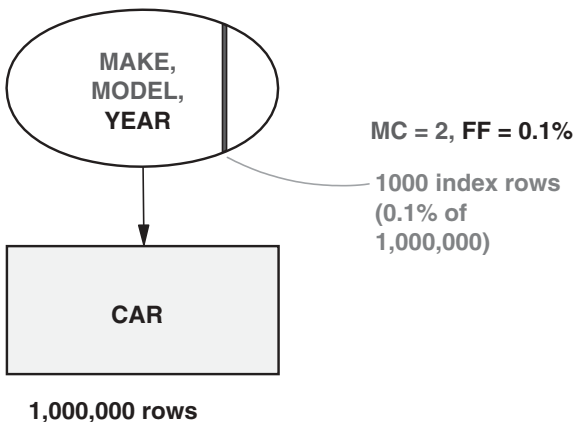 MAKE,
MODEL,
YEAR
MC = 2, FF = 0.1%
1000 index rows
(0.1% of
1,000,000)
CAR
1,000,000 rows